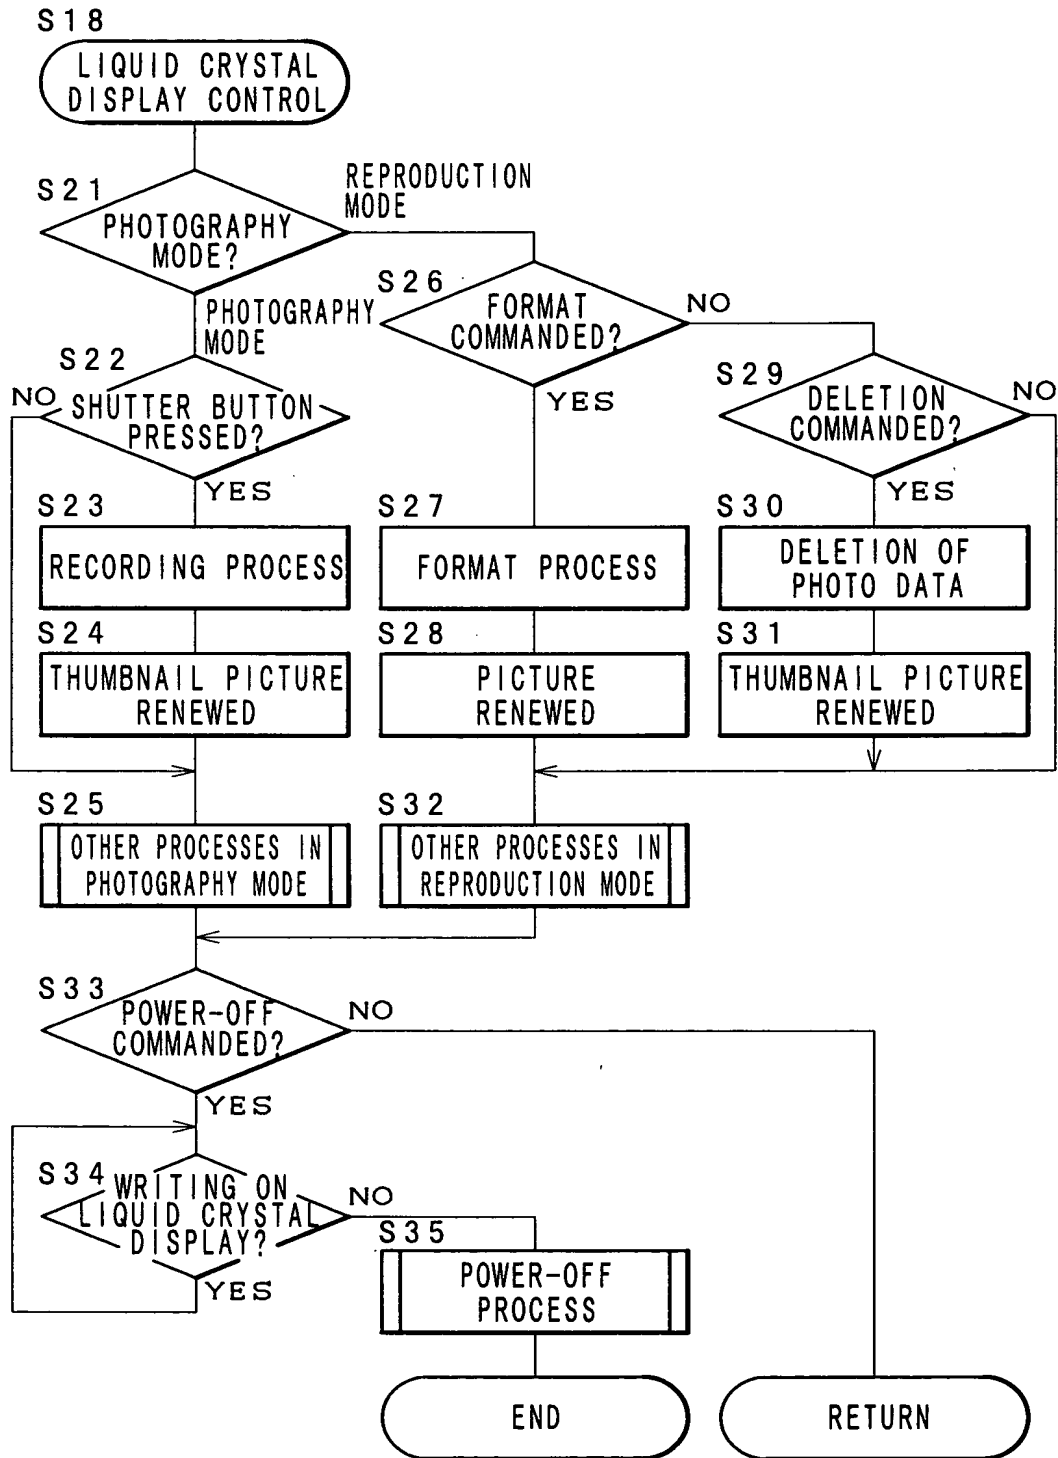 S18
LIQUID CRYSTAL
DISPLAY CONTROL
S21
PHOTOGRAPHY
MODE?
REPRODUCTION
MODE
PHOTOGRAPHY
MODE
S22
NO
SHUTTER BUTTON
PRESSED?
YES
S23
RECORDING PROCESS
S24
THUMBNAIL PICTURE
RENEWED
S25
OTHER PROCESSES IN
PHOTOGRAPHY MODE
S26
FORMAT
COMMANDED?
NO
YES
S27
FORMAT PROCESS
S28
PICTURE
RENEWED
S29
DELETION
COMMANDED?
NO
YES
S30
DELETION OF
PHOTO DATA
S31
THUMBNAIL PICTURE
RENEWED
S32
OTHER PROCESSES IN
REPRODUCTION MODE
S33
POWER-OFF
COMMANDED?
NO
YES
S34
WRITING ON
LIQUID CRYSTAL
DISPLAY?
NO
YES
S35
POWER-OFF
PROCESS
END
RETURN